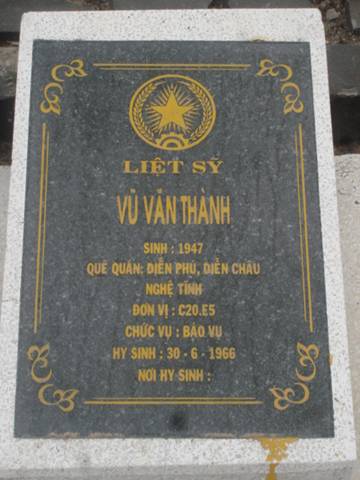 LIỆT SỸ
VŨ VĂN THÀNH
SINH : 1947
QUÊ QUÁN: DIỄN PHÚ, DIỄN CHÂU
NGHỆ TĨNH
ĐƠN VỊ : C20.E5
CHỨC VỤ : BÁO VỤ
HY SINH : 30 - 6 - 1966
NƠI HY SINH :